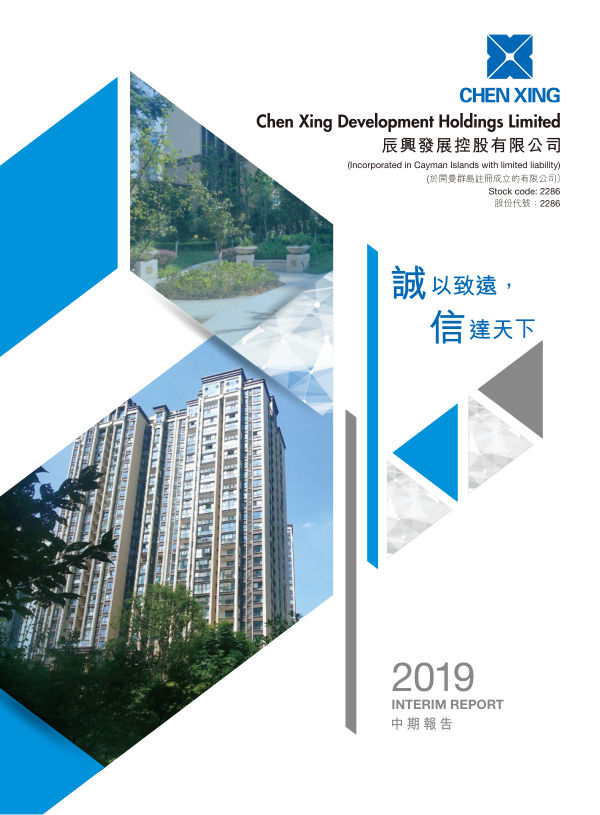 CHEN XING
Chen Xing Development Holdings Limited
辰興發展控股有限公司
(Incorporated in Cayman Islands with limited liability)
(於開曼群島註冊成立的有限公司)
Stock code: 2286
股份代號：2286
誠以致遠，
信達天下
2019
INTERIM REPORT
中期報告